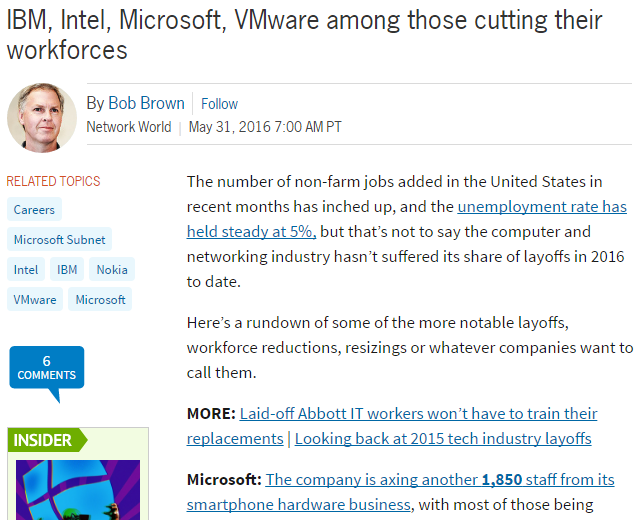 IBM, Intel, Microsoft, VMware among those cutting their
workforces
By Bob Brown | Follow
Network World | May 31, 2016 7:00 AM PT
RELATED TOPICS
Careers
Microsoft Subnet
Intel IBM Nokia
VMware Microsoft
6
COMMENTS
INSIDER
The number of non-farm jobs added in the United States in
recent months has inched up, and the unemployment rate has
held steady at 5%, but that’s not to say the computer and
networking industry hasn’t suffered its share of layoffs in 2016
to date.
Here’s a rundown of some of the more notable layoffs,
workforce reductions, resizings or whatever companies want to
call them.
MORE: Laid-off Abbott IT workers won’t have to train their
replacements | Looking back at 2015 tech industry layoffs
Microsoft: The company is axing another 1,850 staff from its
smartphone hardware business, with most of those being